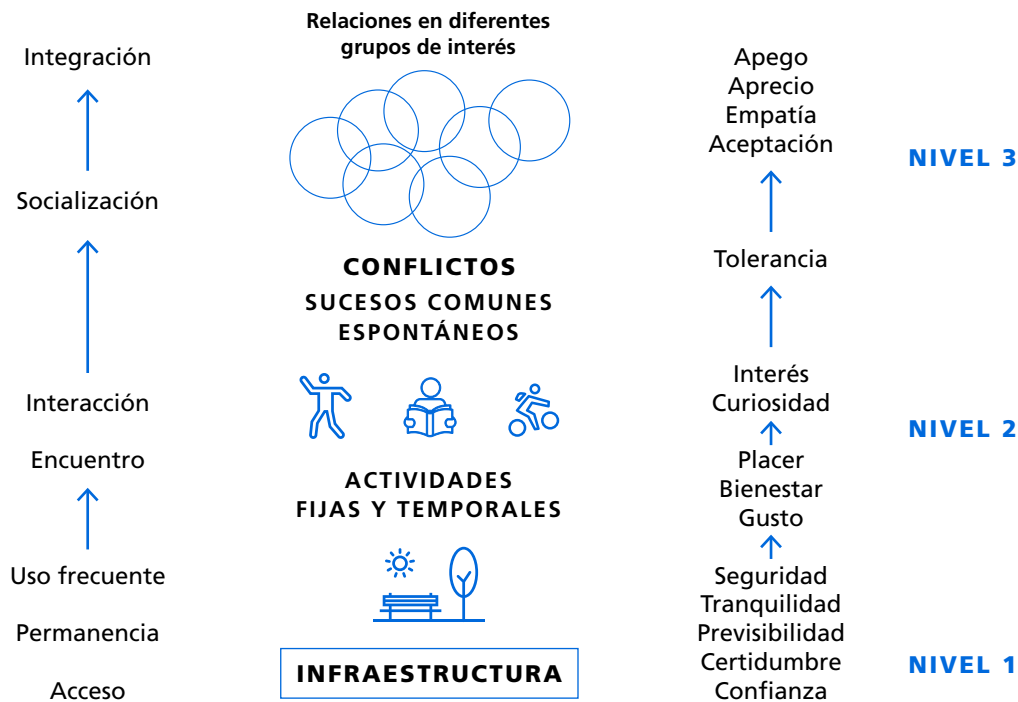 Relaciones en diferentes
grupos de interés
Integración
Socialización
Interacción
Encuentro
Uso frecuente
Permanencia
Acceso
CONFLICTOS
SUCESOS COMUNES
ESPONTÁNEOS
ACTIVIDADES
FIJAS Y TEMPORALES
INFRAESTRUCTURA
Apego
Aprecio
Empatía
Aceptación
Tolerancia
Interés
Curiosidad
Placer
Bienestar
Gusto
Seguridad
Tranquilidad
Previsibilidad
Certidumbre
Confianza
NIVEL 3
NIVEL 2
NIVEL 1